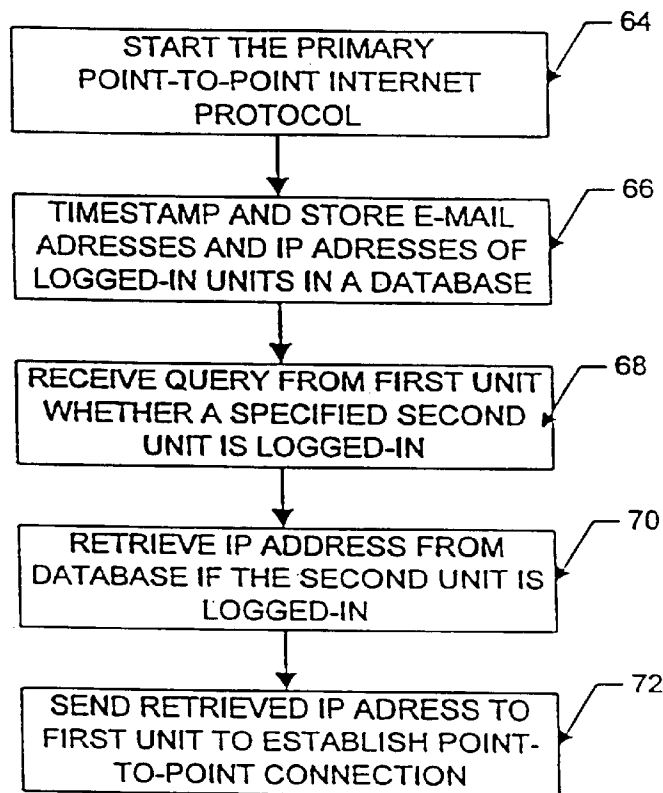 START THE PRIMARY
POINT-TO-POINT INTERNET
PROTOCOL
64
TIMESTAMP AND STORE E-MAIL
ADRESSES AND IP ADRESSES OF
LOGGED-IN UNITS IN A DATABASE
66
RECEIVE QUERY FROM FIRST UNIT
WHETHER A SPECIFIED SECOND
UNIT IS LOGGED-IN
68
RETRIEVE IP ADDRESS FROM
DATABASE IF THE SECOND UNIT IS
LOGGED-IN
70
SEND RETRIEVED IP ADRESS TO
FIRST UNIT TO ESTABLISH POINT-
TO-POINT CONNECTION
72